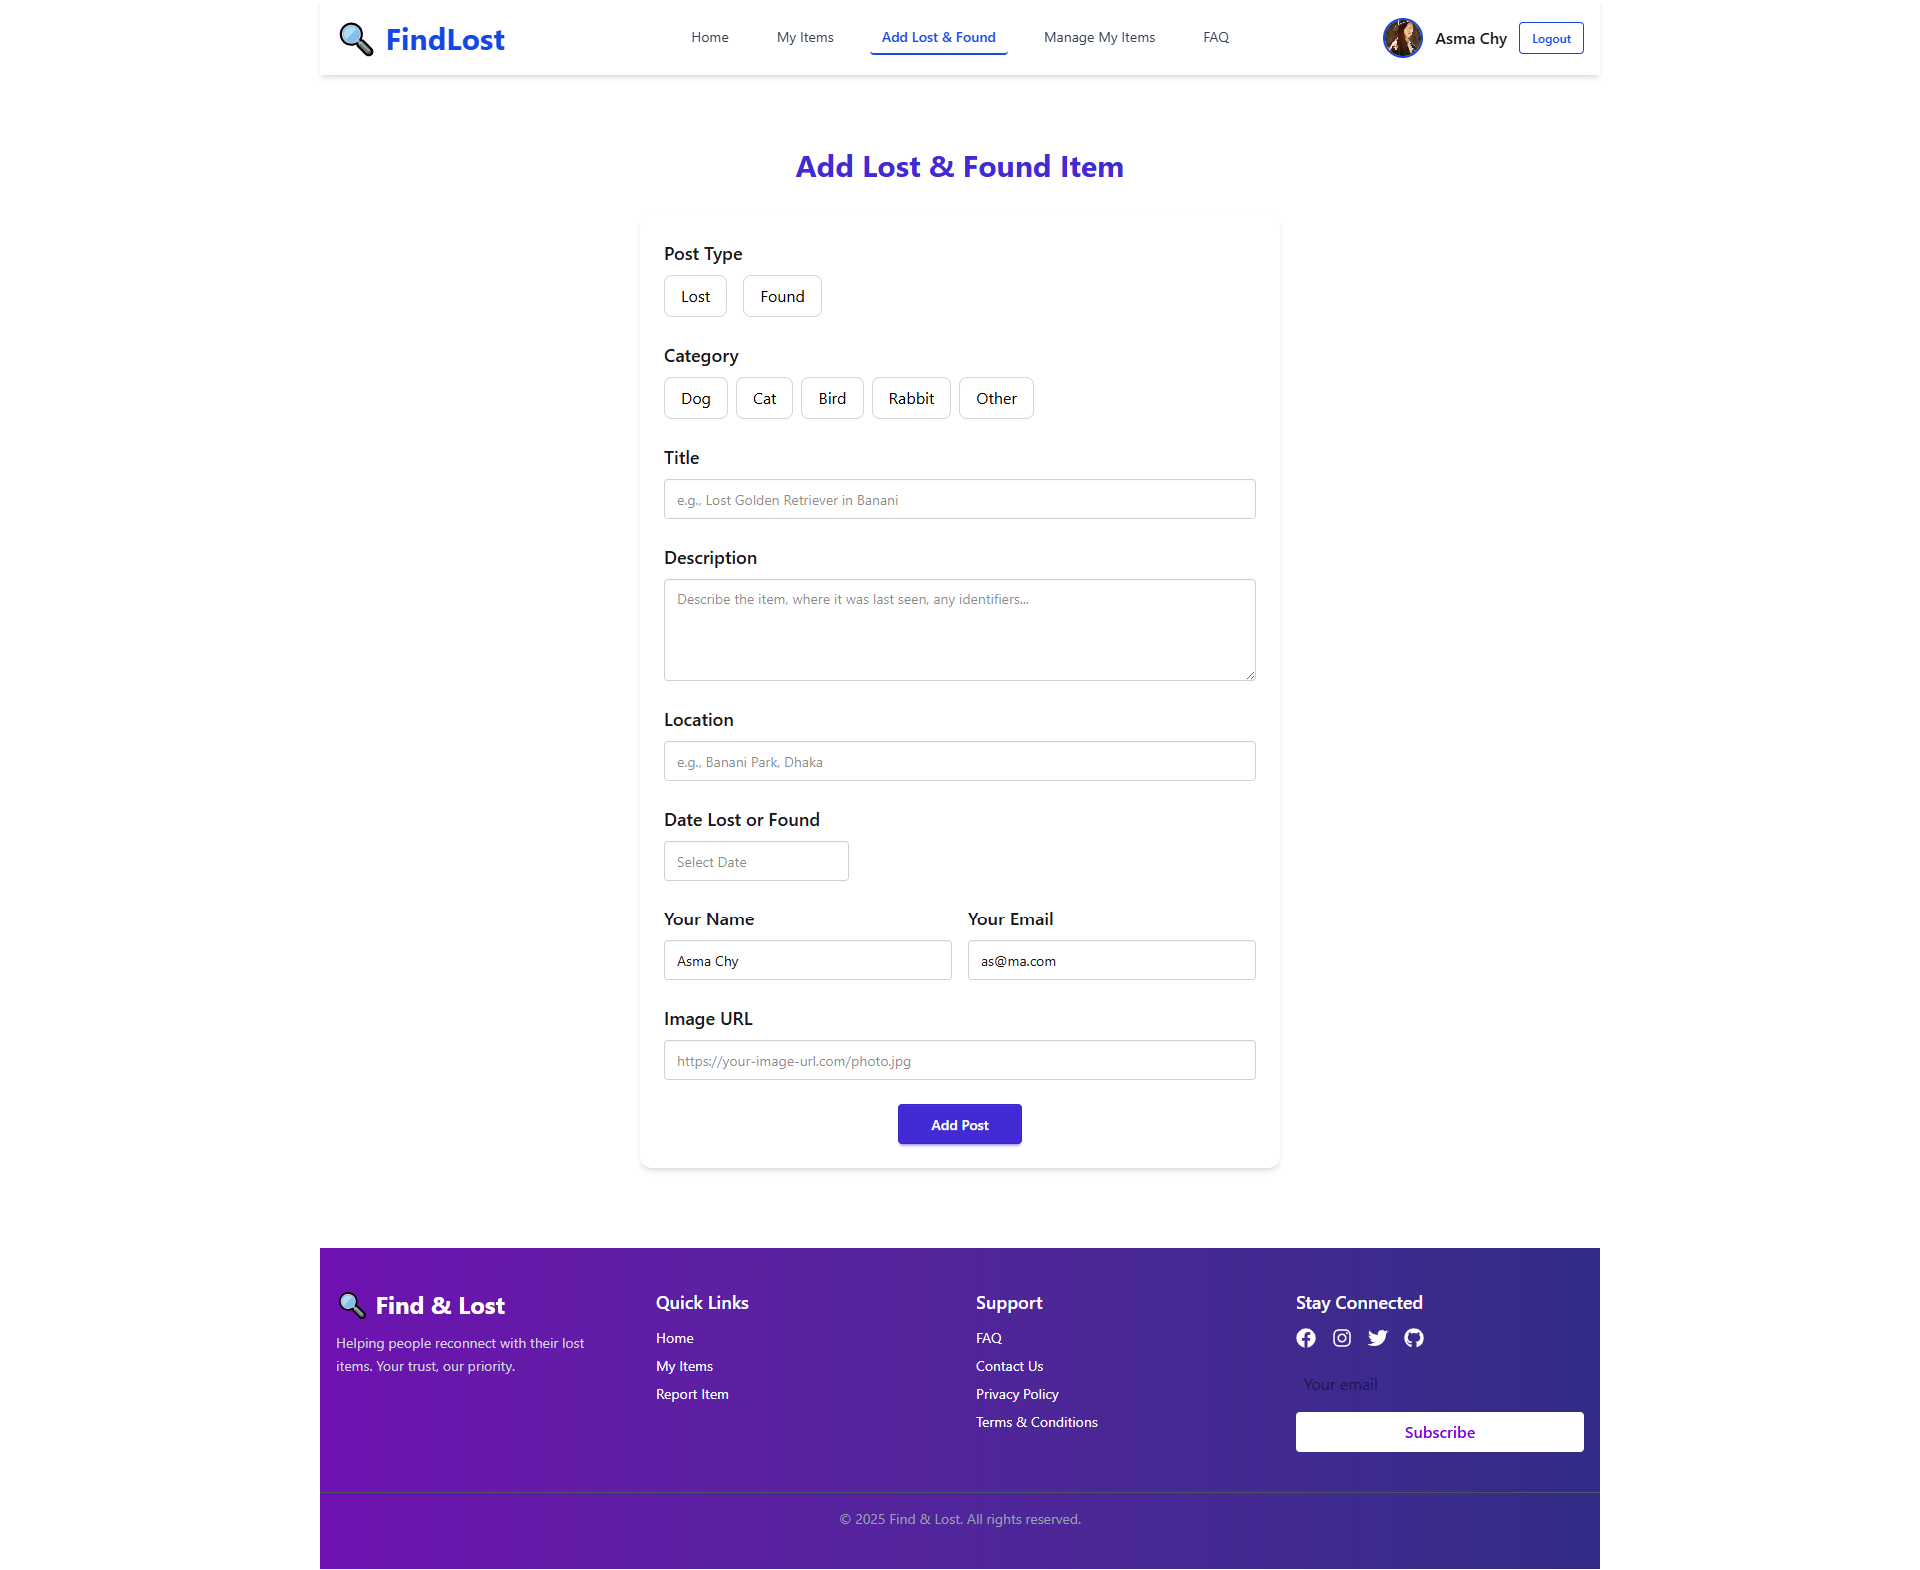 FindLost
Home
My Items
Add Lost & Found
Manage My Items
FAQ
Asma Chy
Logout
Add Lost & Found Item
Post Type
Lost
Found
Category
Dog
Cat
Bird
Rabbit
Other
Title
e.g., Lost Golden Retriever in Banani
Description
Describe the item, where it was last seen, any identifiers...
Location
e.g., Banani Park, Dhaka
Date Lost or Found
Select Date
Your Name
Your Email
Asma Chy
as@ma.com
Image URL
https://your-image-url.com/photo.jpg
Add Post
Find & Lost
Helping people reconnect with their lost
items. Your trust, our priority.
Quick Links
Home
My Items
Report Item
Support
FAQ
Contact Us
Privacy Policy
Terms & Conditions
Stay Connected
Your email
Subscribe
© 2025 Find & Lost. All rights reserved.